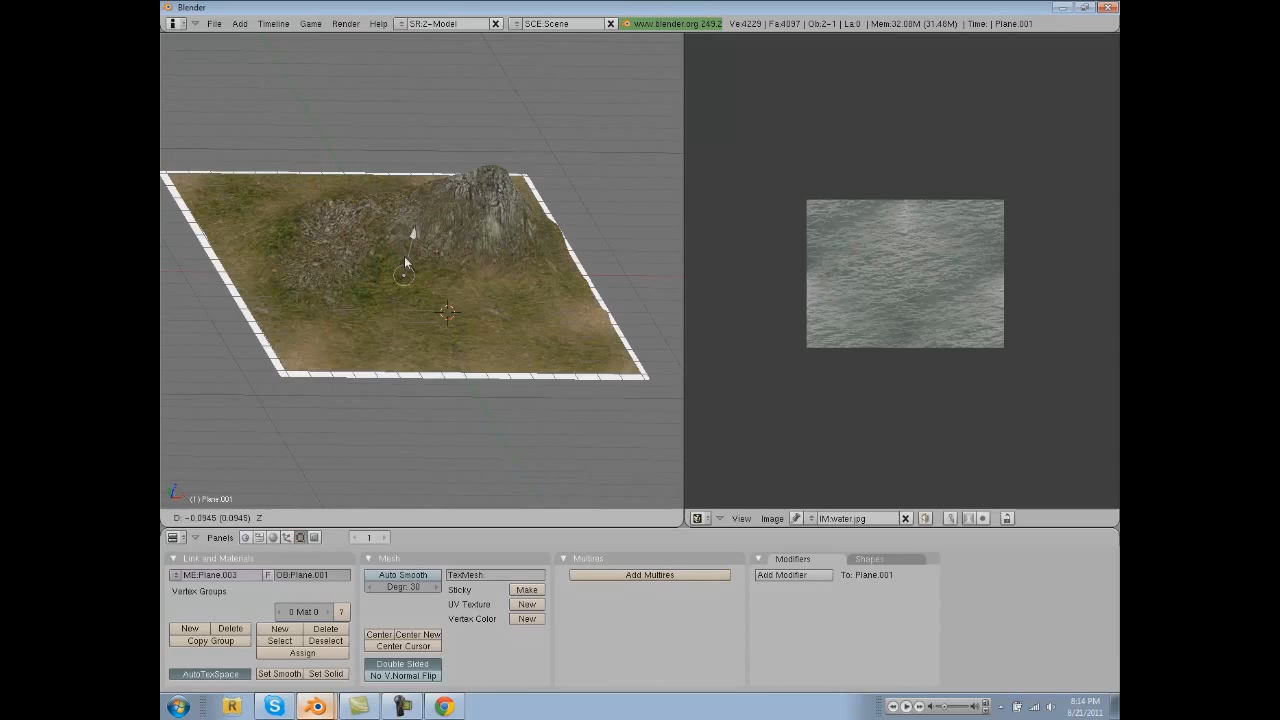 Blender
File Add Timeline Game Render Help SR:2-Model SCE:Scene www.blender.org 249.2 Ve:4229 | Fa:4097 | Ob:2-1 | La:0 | Mem:32.08M (31.48M) | Time: | Plane.001
(1) Plane.001
D: -0.0945 (0.0945) Z
View Image IM:water.jpg
Panels 1
Link and Materials
Mesh
Multires
Modifiers Shapes
ME:Plane.003 F OB:Plane.001
Auto Smooth TexMesh:
Add Multires
Add Modifier To: Plane.001
Vertex Groups
Degr: 30
Sticky Make
0 Mat 0 ?
UV Texture New
New Delete New Delete
Vertex Color New
Copy Group Select Deselect
Center Center New
Assign
Center Cursor
Double Sided
AutoTexSpace Set Smooth Set Solid
No V.Normal Flip
8:14 PM
8/21/2011